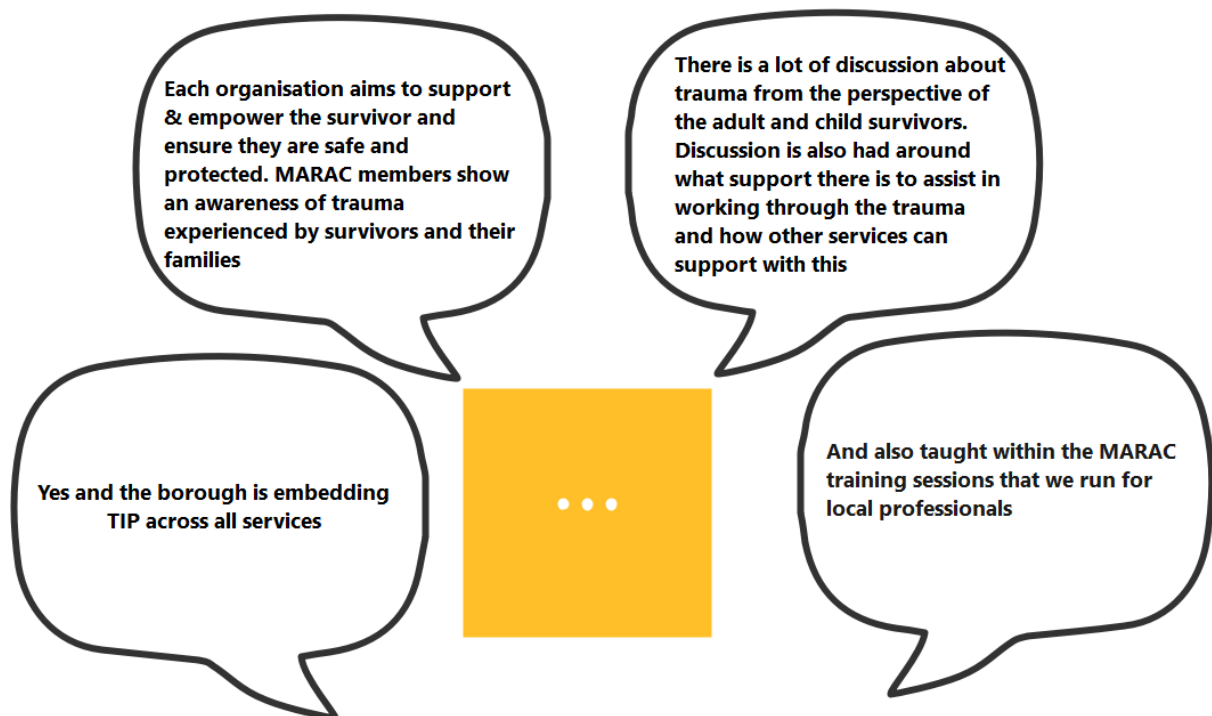 Each organisation aims to support
& empower the survivor and
ensure they are safe and
protected. MARAC members show
an awareness of trauma
experienced by survivors and their
families
There is a lot of discussion about
trauma from the perspective of
the adult and child survivors.
Discussion is also had around
what support there is to assist in
working through the trauma
and how other services can
support with this
Yes and the borough is embedding
TIP across all services
...
And also taught within the MARAC
training sessions that we run for
local professionals